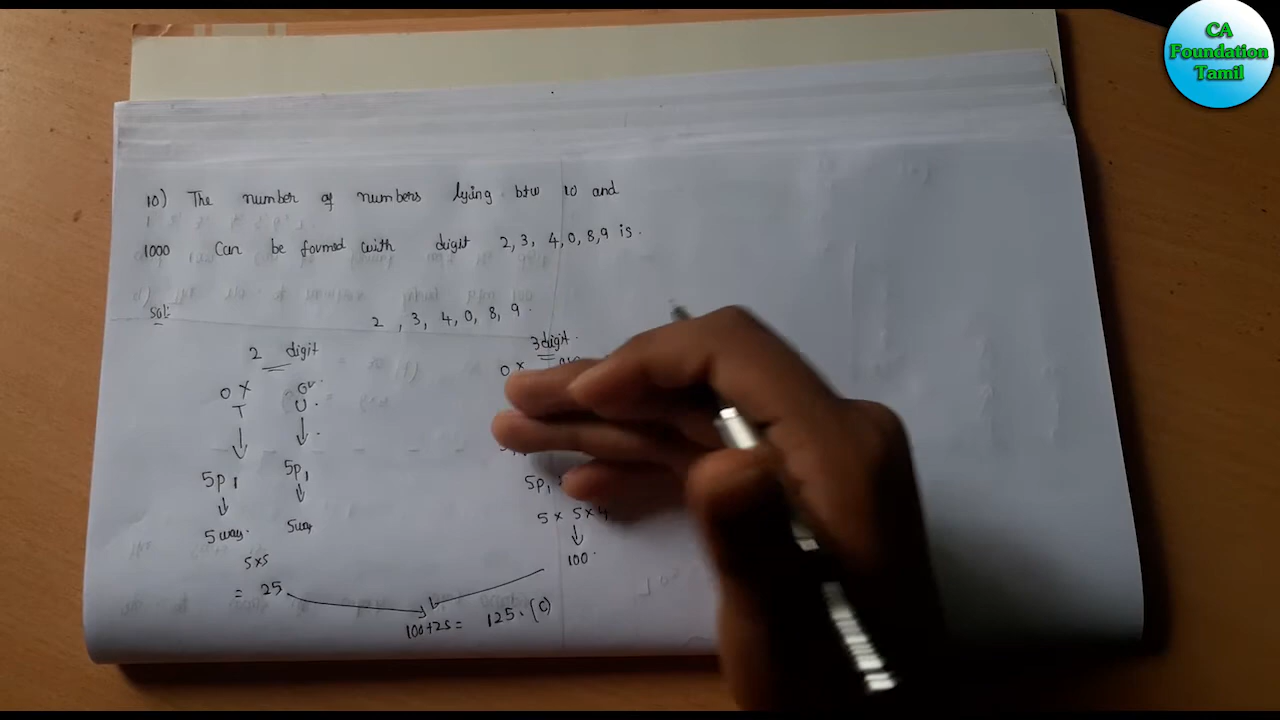 CA
Foundation
Tamil
10) The number of numbers lying btw 10 and
1000 Can be formed with digit 2,3, 4,0,8,9 is.
Sol:
2 , 3, 4, 0, 8, 9.
2 digit
0 X
T U.
5P1 5P1
5 ways.
5x5
= 25
3 digit.
0 x
5P1
5 x 5 x 4
100.
100+25 = 125. (C)